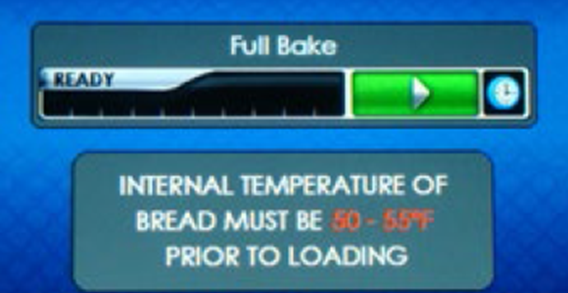 Full Bake
READY
INTERNAL TEMPERATURE OF
BREAD MUST BE 50 - 55°F
PRIOR TO LOADING